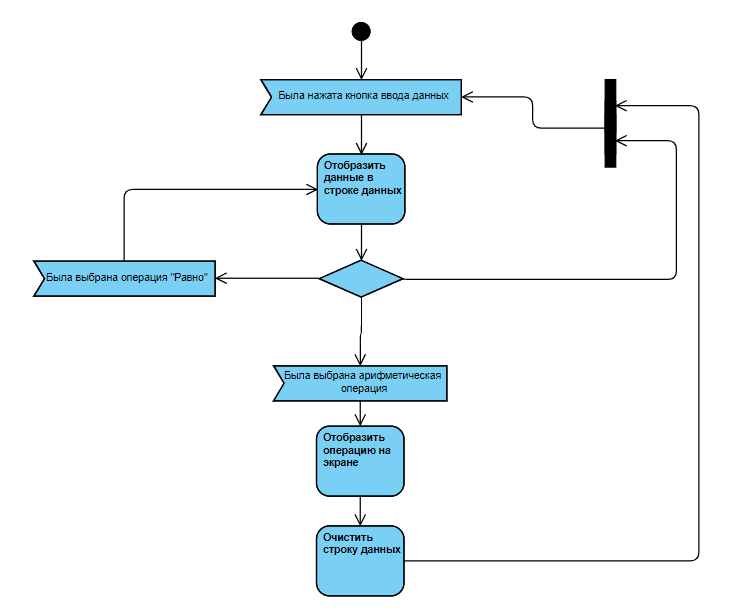 Была нажата кнопка ввода данных
Отобразить
данные в
строке данных
Была выбрана операция "Равно"
Была выбрана арифметическая
операция
Отобразить
операцию на
экране
Очистить
строку данных